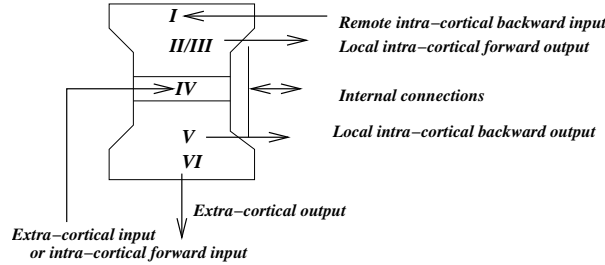 I
Remote intra-cortical backward input
II/III
Local intra-cortical forward output
IV
Internal connections
V
Local intra-cortical backward output
VI
Extra-cortical output
Extra-cortical input
or intra-cortical forward input